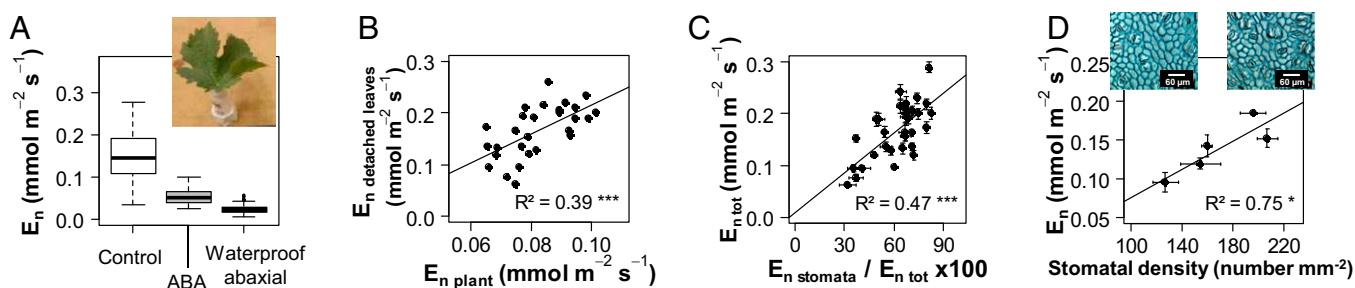 A
E_n (mmol m⁻² s⁻¹)
0.3
0.2
0.1
0.0
Control
ABA
Waterproof
abaxial
B
E_n detached leaves
(mmol m⁻² s⁻¹)
0.3
0.2
0.1
0.0
R² = 0.39 ***
0.06 0.08 0.10
E_n plant (mmol m⁻² s⁻¹)
C
E_n tot (mmol m⁻² s⁻¹)
0.3
0.2
0.1
0.0
R² = 0.47 ***
0 30 60 90
E_n stomata / E_n tot x100
D
E_n (mmol m⁻² s⁻¹)
60 µm
60 µm
0.25
0.20
0.15
0.10
0.05
R² = 0.75 *
100 140 180 220
Stomatal density (number mm⁻²)